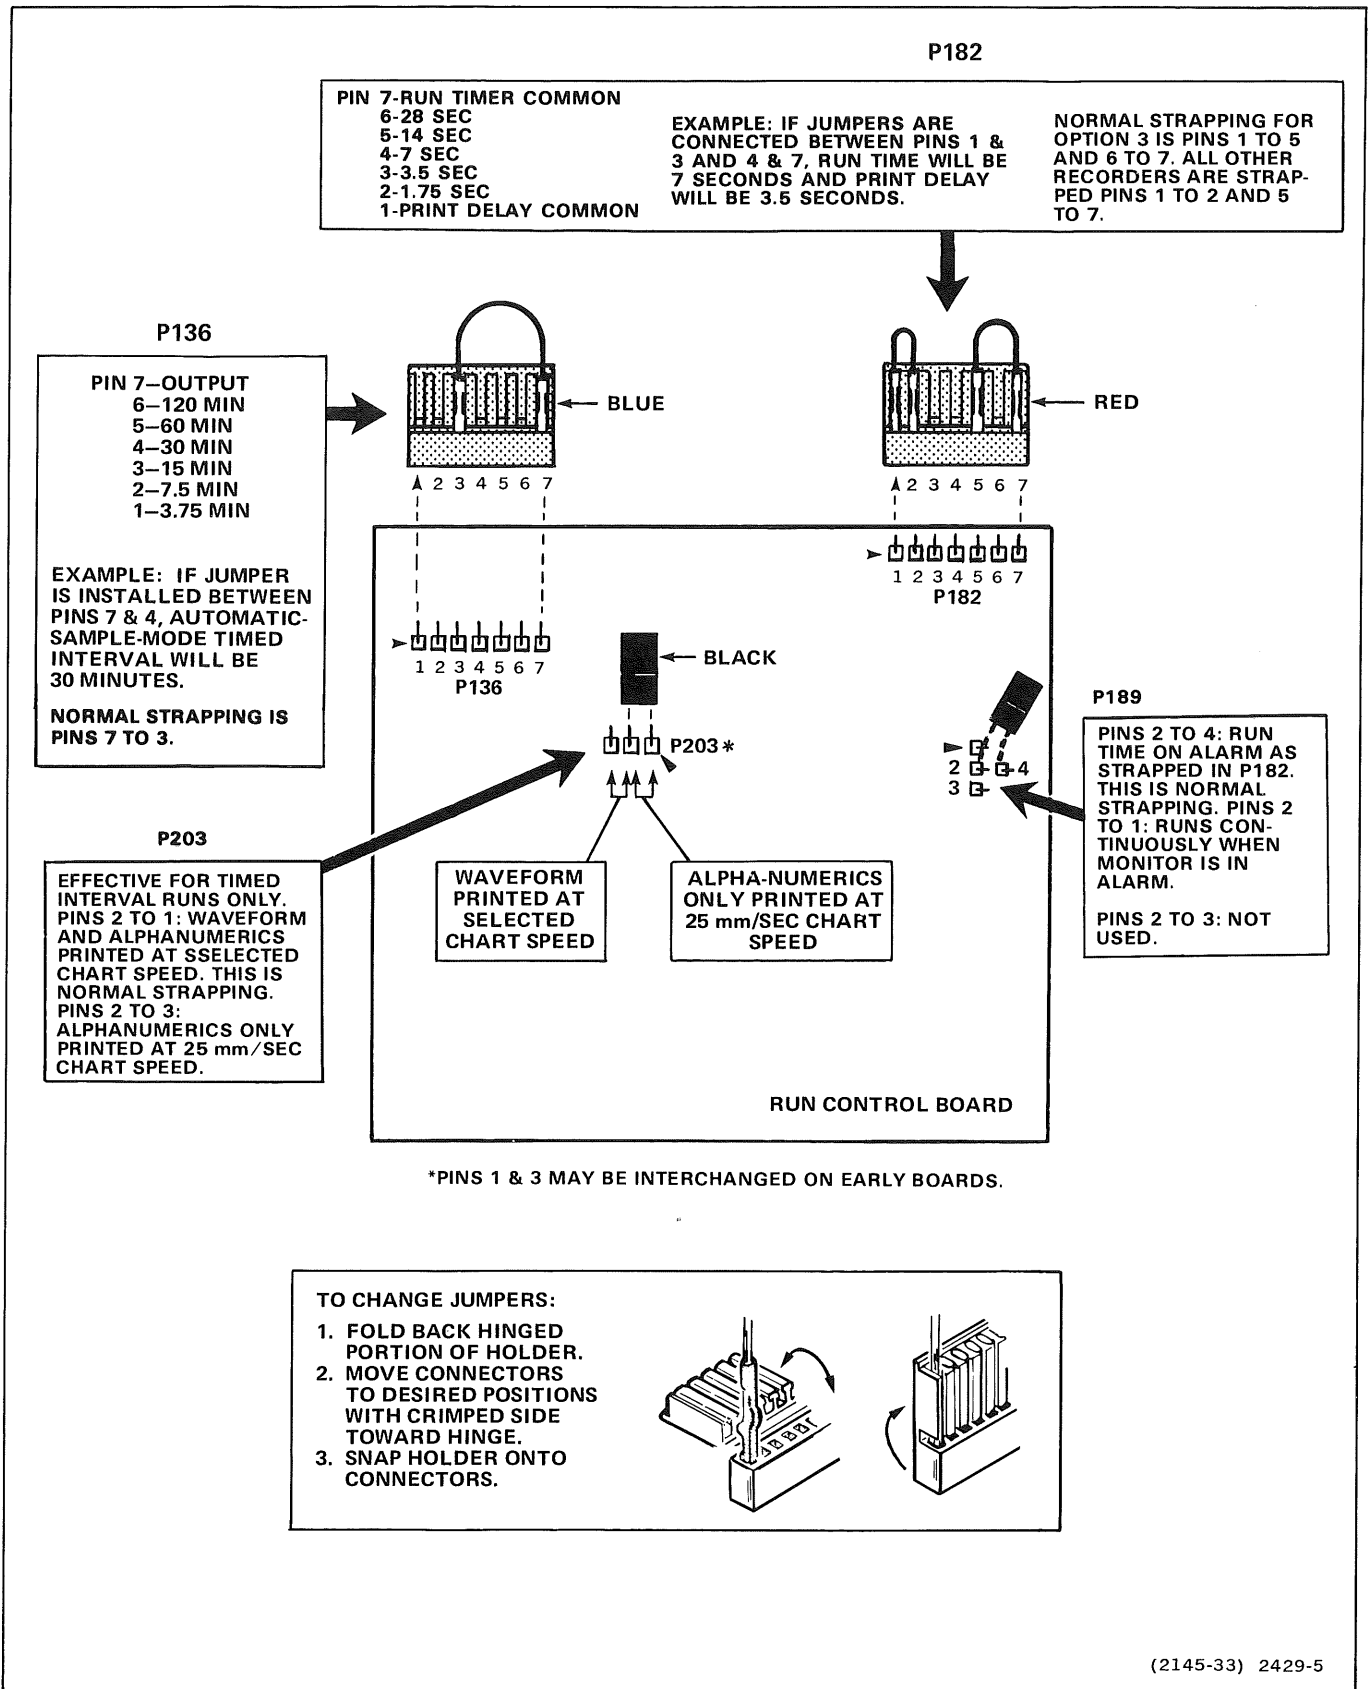 P182
PIN 7-RUN TIMER COMMON
6-28 SEC
5-14 SEC
4-7 SEC
3-3.5 SEC
2-1.75 SEC
1-PRINT DELAY COMMON
EXAMPLE: IF JUMPERS ARE
CONNECTED BETWEEN PINS 1 &
3 AND 4 & 7, RUN TIME WILL BE
7 SECONDS AND PRINT DELAY
WILL BE 3.5 SECONDS.
NORMAL STRAPPING FOR
OPTION 3 IS PINS 1 TO 5
AND 6 TO 7. ALL OTHER
RECORDERS ARE STRAP-
PED PINS 1 TO 2 AND 5
TO 7.
P136
PIN 7—OUTPUT
6—120 MIN
5—60 MIN
4—30 MIN
3—15 MIN
2—7.5 MIN
1—3.75 MIN
EXAMPLE: IF JUMPER
IS INSTALLED BETWEEN
PINS 7 & 4, AUTOMATIC-
SAMPLE-MODE TIMED
INTERVAL WILL BE
30 MINUTES.
NORMAL STRAPPING IS
PINS 7 TO 3.
BLUE
2 3 4 5 6 7
RED
2 3 4 5 6 7
1 2 3 4 5 6 7
P182
1 2 3 4 5 6 7
P136
BLACK
P203*
2 4
3
P189
PINS 2 TO 4: RUN
TIME ON ALARM AS
STRAPPED IN P182.
THIS IS NORMAL
STRAPPING. PINS 2
TO 1: RUNS CON-
TINUOUSLY WHEN
MONITOR IS IN
ALARM.
PINS 2 TO 3: NOT
USED.
P203
EFFECTIVE FOR TIMED
INTERVAL RUNS ONLY.
PINS 2 TO 1: WAVEFORM
AND ALPHANUMERICS
PRINTED AT SSELECTED
CHART SPEED. THIS IS
NORMAL STRAPPING.
PINS 2 TO 3:
ALPHANUMERICS ONLY
PRINTED AT 25 mm/SEC
CHART SPEED.
WAVEFORM
PRINTED AT
SELECTED
CHART SPEED
ALPHA-NUMERICS
ONLY PRINTED AT
25 mm/SEC CHART
SPEED
RUN CONTROL BOARD
*PINS 1 & 3 MAY BE INTERCHANGED ON EARLY BOARDS.
TO CHANGE JUMPERS:
1. FOLD BACK HINGED
PORTION OF HOLDER.
2. MOVE CONNECTORS
TO DESIRED POSITIONS
WITH CRIMPED SIDE
TOWARD HINGE.
3. SNAP HOLDER ONTO
CONNECTORS.
(2145-33) 2429-5